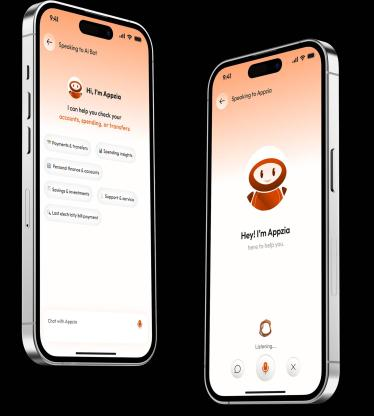 9:41
Speaking to Ai Bot
Hi, I'm Appzia
I can help you check your
accounts, spending, or transfers
Payments & transfers
Spending insights
Personal finance & accounts
Savings & investments
Support & service
Last electricity bill payment
Chat with Appzia
9:41
Speaking to Appzia
Hey! I'm Appzia
here to help you.
Listening...